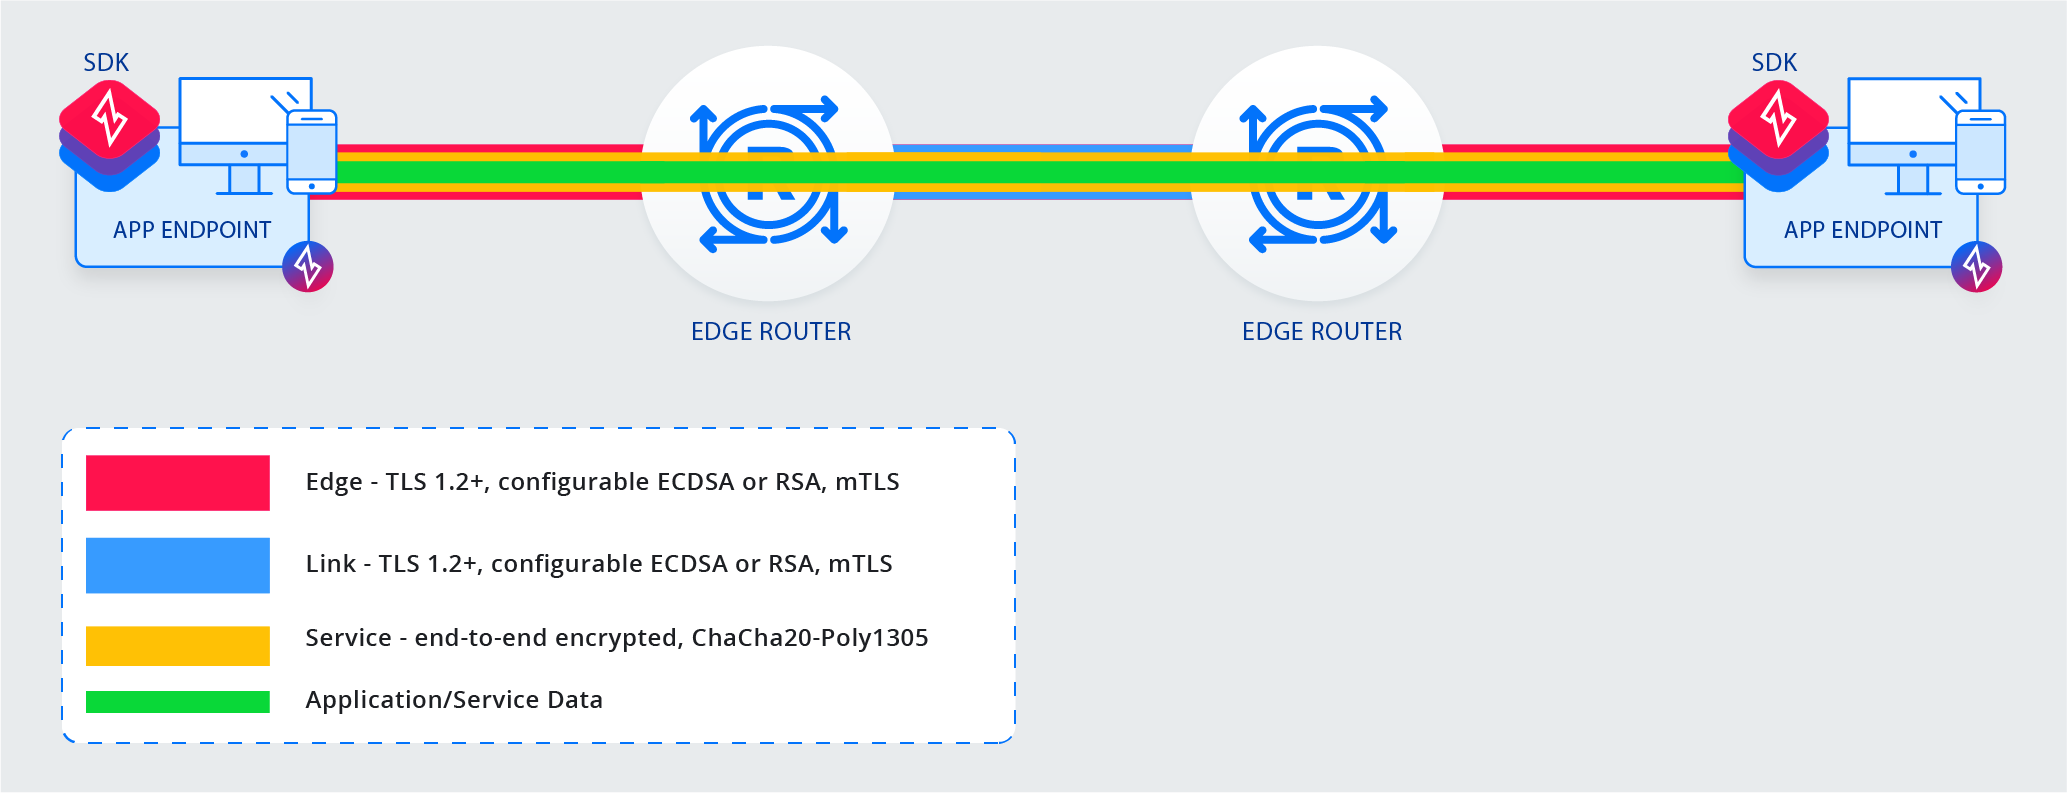 SDK
SDK
R
R
APP ENDPOINT
APP ENDPOINT
EDGE ROUTER
EDGE ROUTER
Edge - TLS 1.2+, configurable ECDSA or RSA, mTLS
Link - TLS 1.2+, configurable ECDSA or RSA, mTLS
Service - end-to-end encrypted, ChaCha20-Poly1305
Application/Service Data